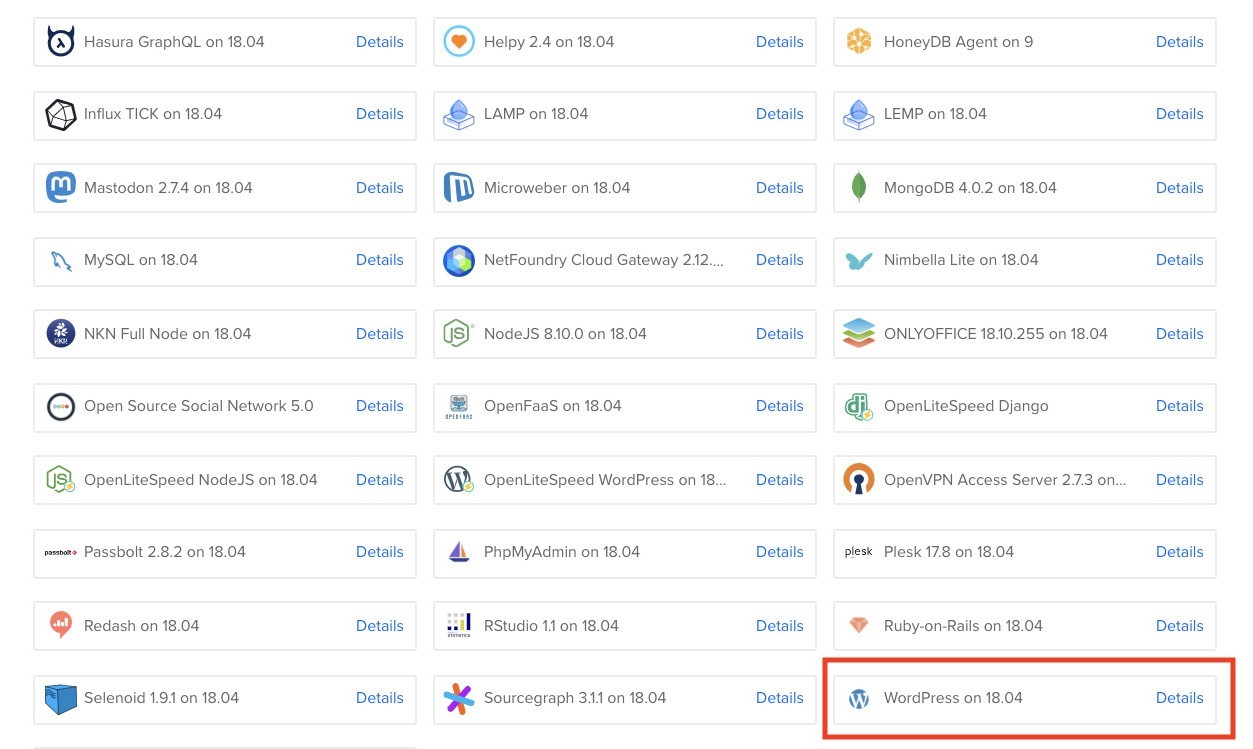 Hasura GraphQL on 18.04 Details
Helpy 2.4 on 18.04 Details
HoneyDB Agent on 9 Details
Influx TICK on 18.04 Details
LAMP on 18.04 Details
LEMP on 18.04 Details
Mastodon 2.7.4 on 18.04 Details
Microweber on 18.04 Details
MongoDB 4.0.2 on 18.04 Details
MySQL on 18.04 Details
NetFoundry Cloud Gateway 2.12.... Details
Nimbella Lite on 18.04 Details
NKN NKN Full Node on 18.04 Details
JS NodeJS 8.10.0 on 18.04 Details
ONLYOFFICE 18.10.255 on 18.04 Details
Open Source Social Network 5.0 Details
OPENFAAS OpenFaaS on 18.04 Details
dj OpenLiteSpeed Django Details
JS OpenLiteSpeed NodeJS on 18.04 Details
W OpenLiteSpeed WordPress on 18... Details
OpenVPN Access Server 2.7.3 on... Details
passbolt Passbolt 2.8.2 on 18.04 Details
PhpMyAdmin on 18.04 Details
plesk Plesk 17.8 on 18.04 Details
Redash on 18.04 Details
STATISTICS RStudio 1.1 on 18.04 Details
Ruby-on-Rails on 18.04 Details
Selenoid 1.9.1 on 18.04 Details
Sourcegraph 3.1.1 on 18.04 Details
W WordPress on 18.04 Details